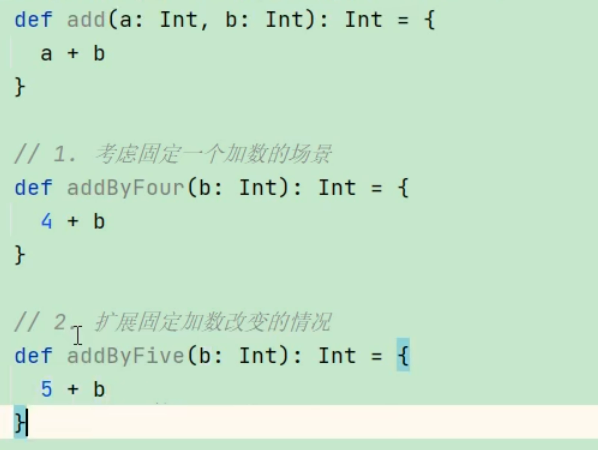 def add(a: Int, b: Int): Int = {
  a + b
}
// 1. 考虑固定一个加数的场景
def addByFour(b: Int): Int = {
  4 + b
}
// 2. 扩展固定加数改变的情况
def addByFive(b: Int): Int = {
  5 + b
}